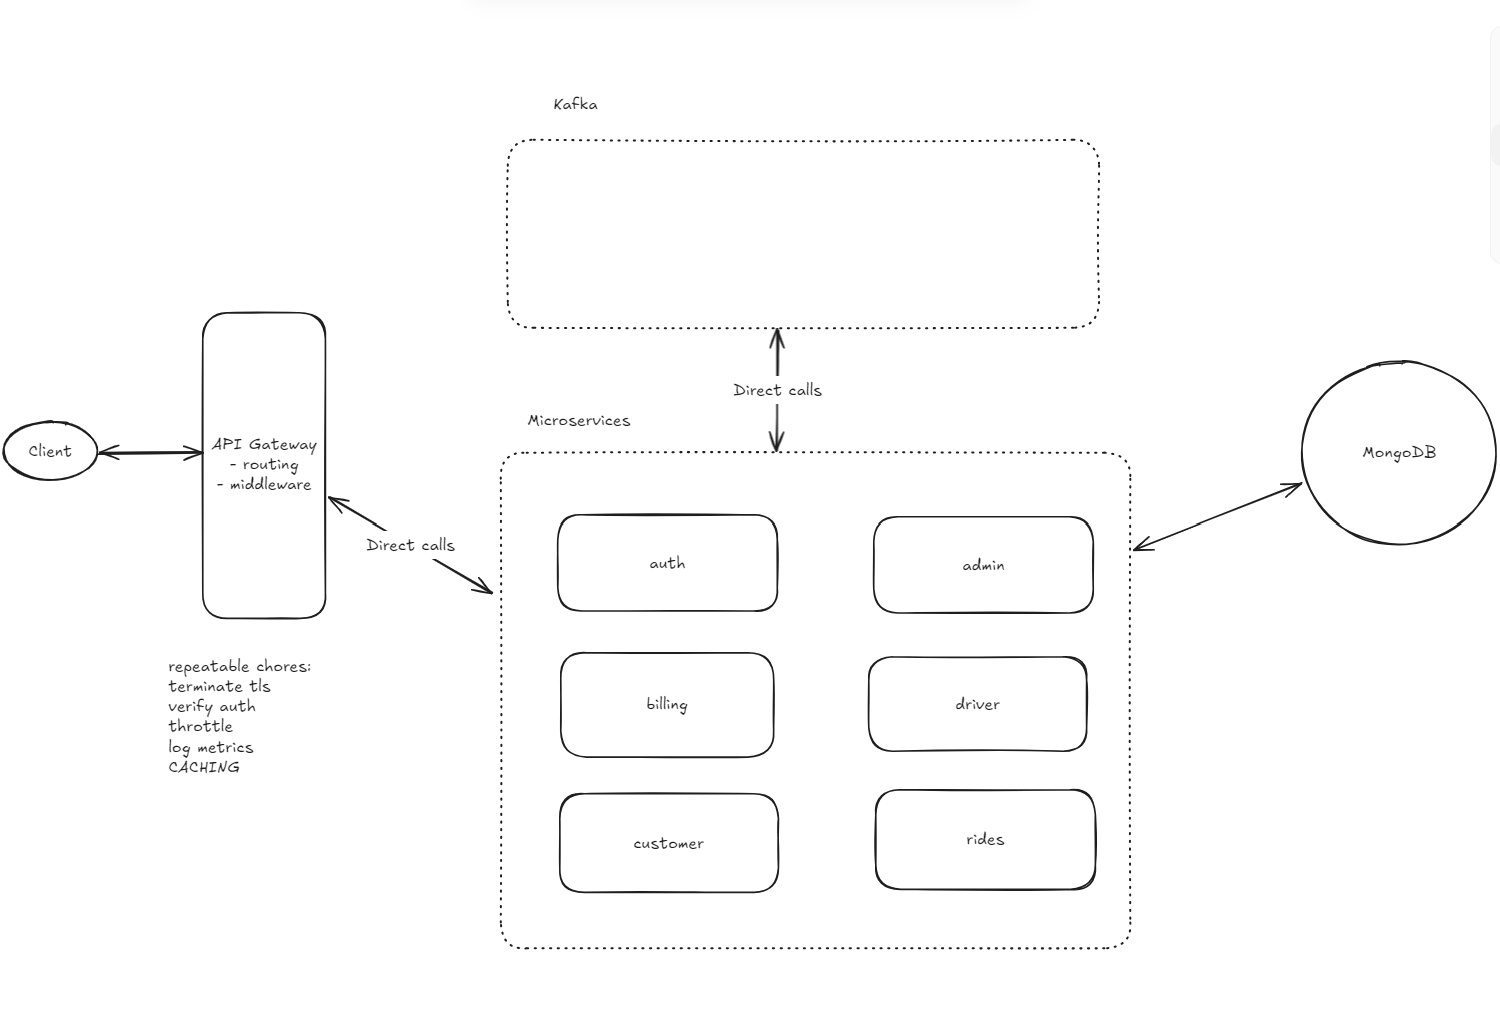 Kafka
Direct calls
Microservices
Client
API Gateway
- routing
- middleware
MongoDB
Direct calls
auth
admin
repeatable chores:
terminate tls
verify auth
throttle
log metrics
CACHING
billing
driver
customer
rides